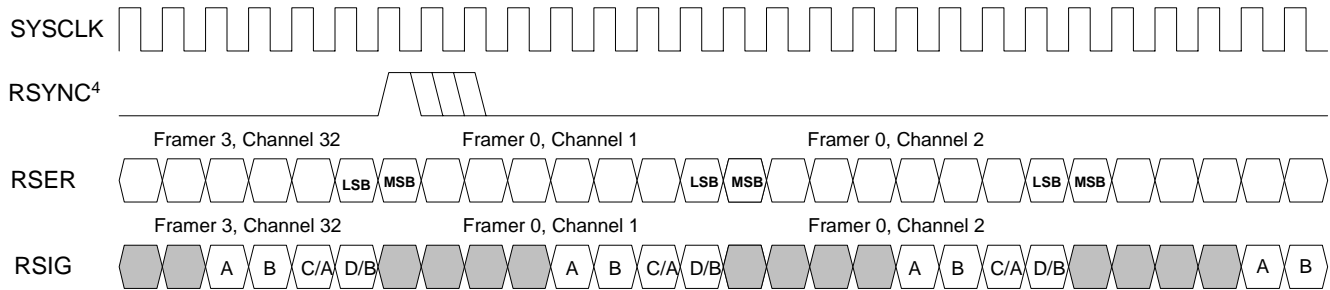 SYSCLK
RSYNC4
Framer 3, Channel 32 Framer 0, Channel 1 Framer 0, Channel 2
RSER LSB MSB LSB MSB LSB MSB
Framer 3, Channel 32 Framer 0, Channel 1 Framer 0, Channel 2
RSIG A B C/A D/B A B C/A D/B A B C/A D/B A B